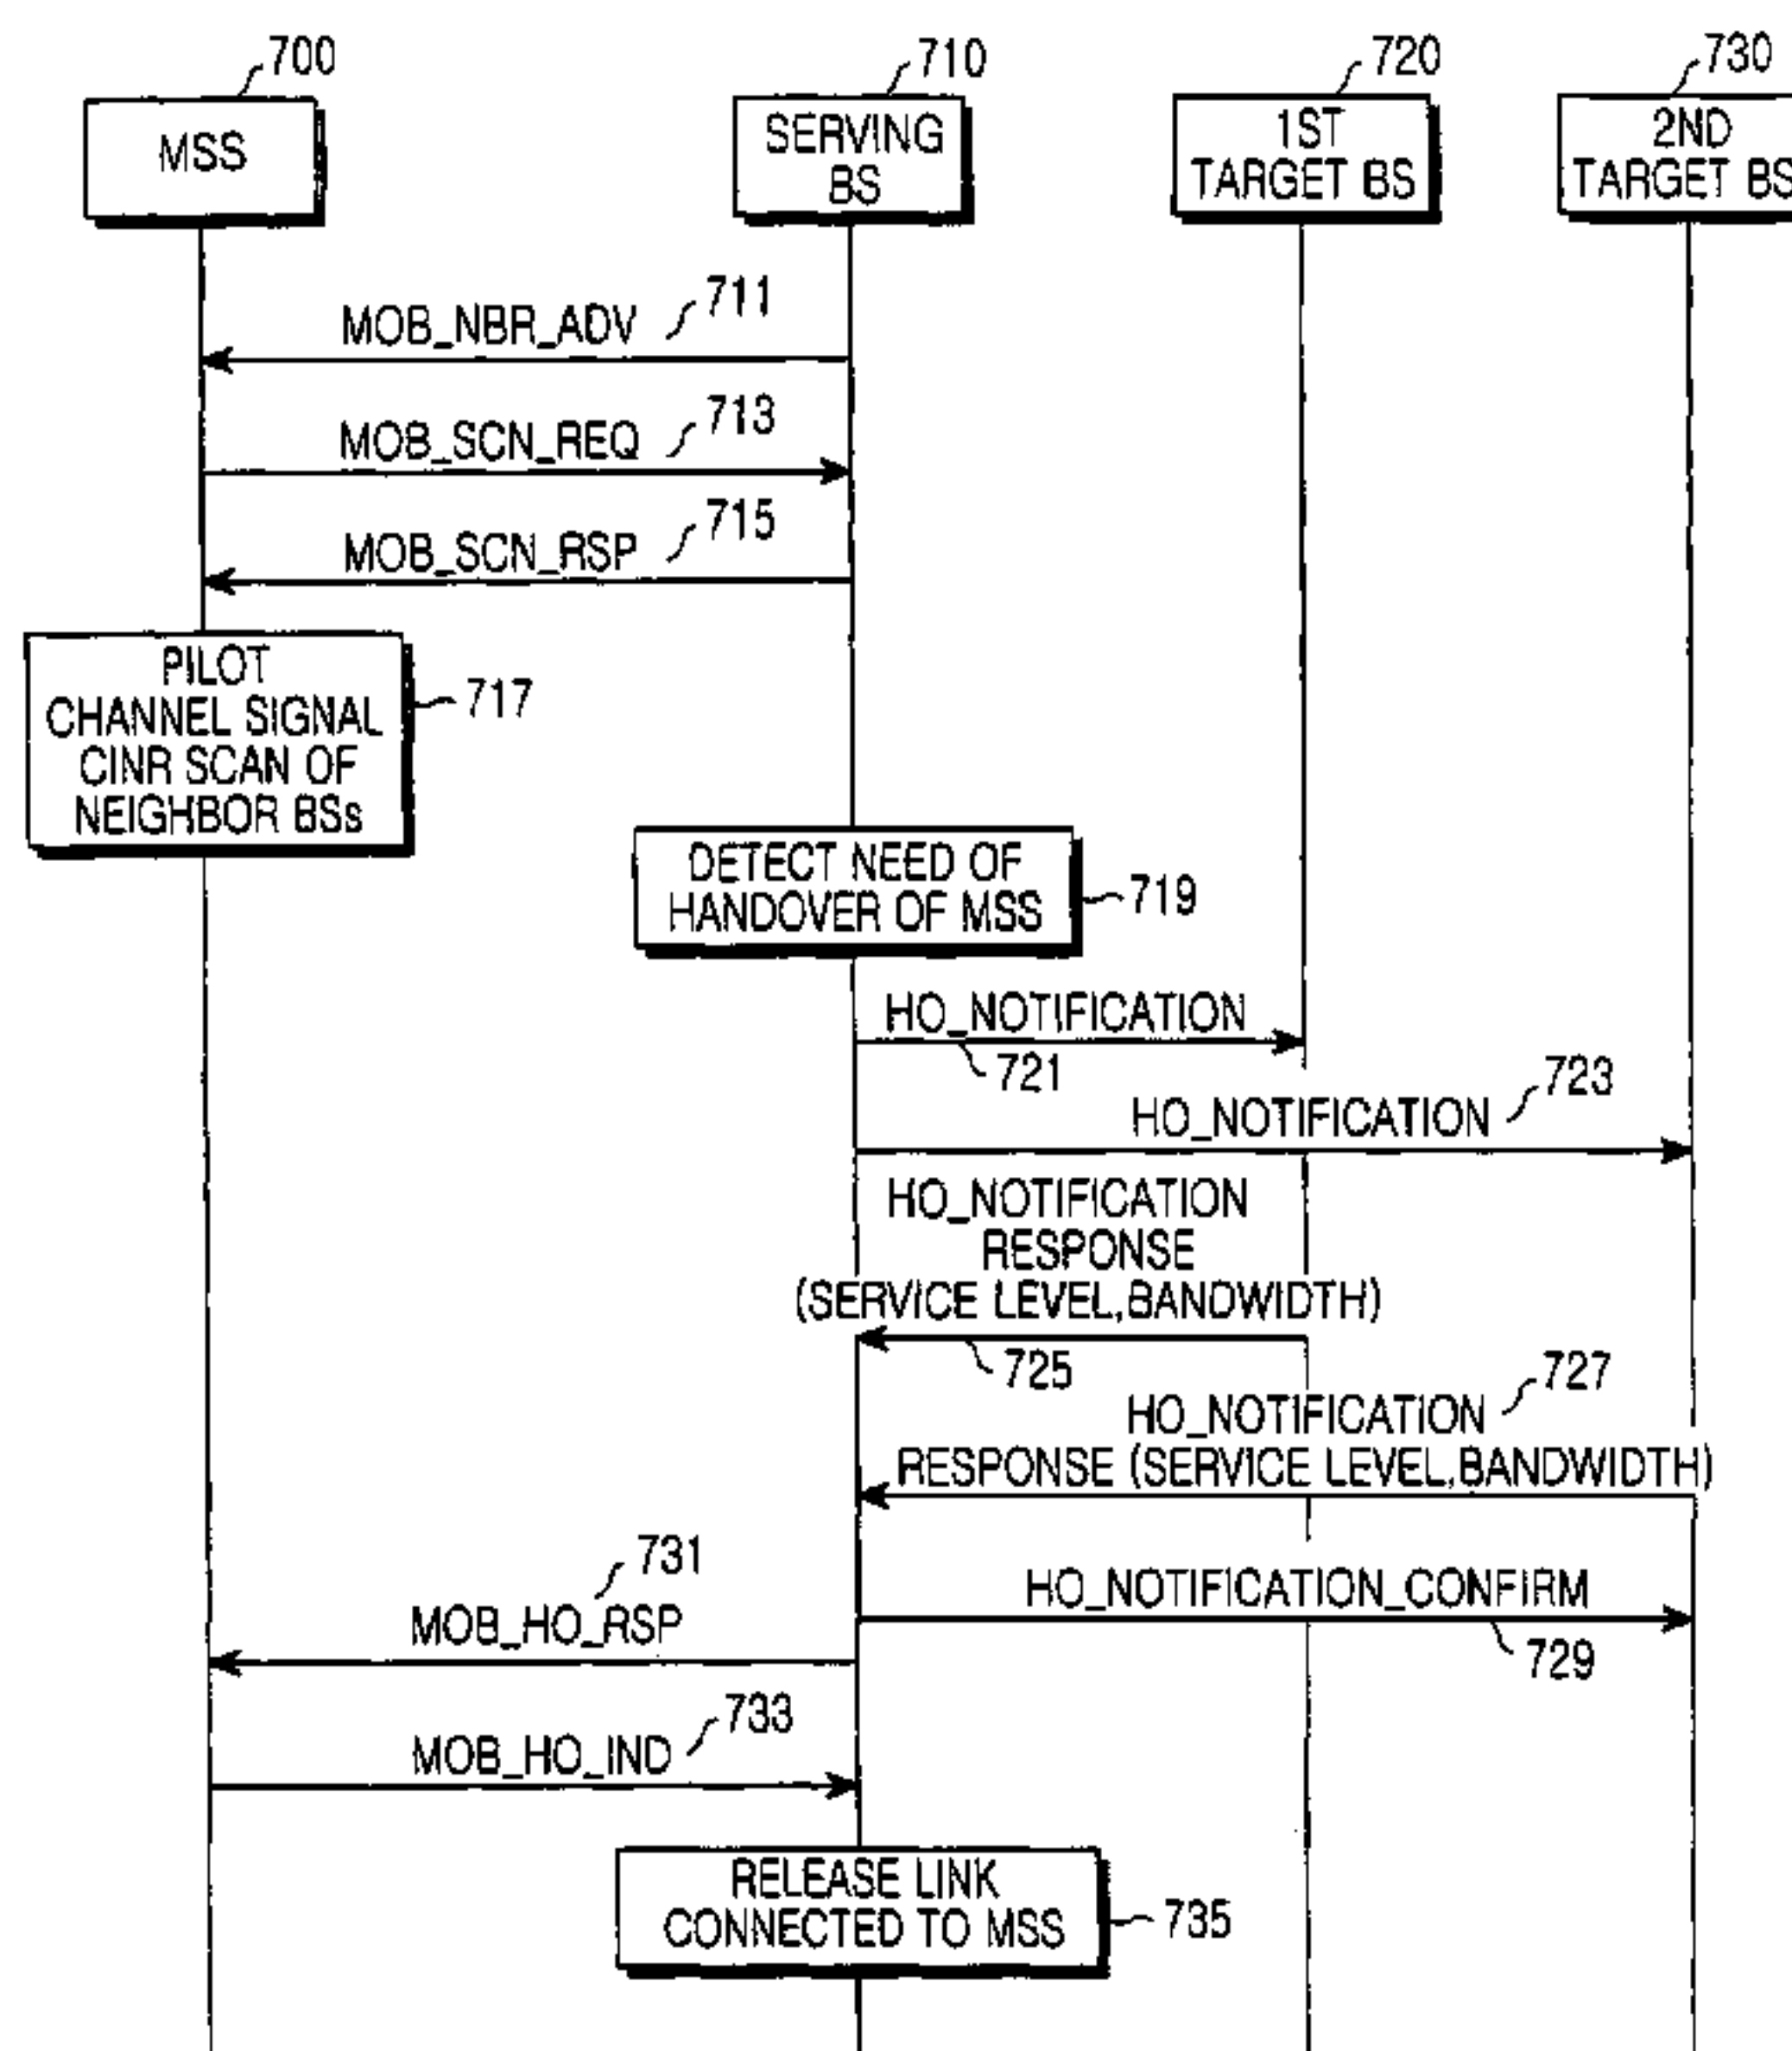 700
710
720
730
MSS
SERVING
BS
1ST
TARGET BS
2ND
TARGET BS
711
MOB_NBR_ADV
713
MOB_SCN_REQ
715
MOB_SCN_RSP
PILOT
CHANNEL SIGNAL
CINR SCAN OF
NEIGHBOR BSs
717
DETECT NEED OF
HANDOVER OF MSS
719
HO_NOTIFICATION
721
723
HO_NOTIFICATION
HO_NOTIFICATION
RESPONSE
(SERVICE LEVEL,BANDWIDTH)
725
727
HO_NOTIFICATION
RESPONSE (SERVICE LEVEL,BANDWIDTH)
731
MOB_HO_RSP
HO_NOTIFICATION_CONFIRM
729
733
MOB_HO_IND
RELEASE LINK
CONNECTED TO MSS
735